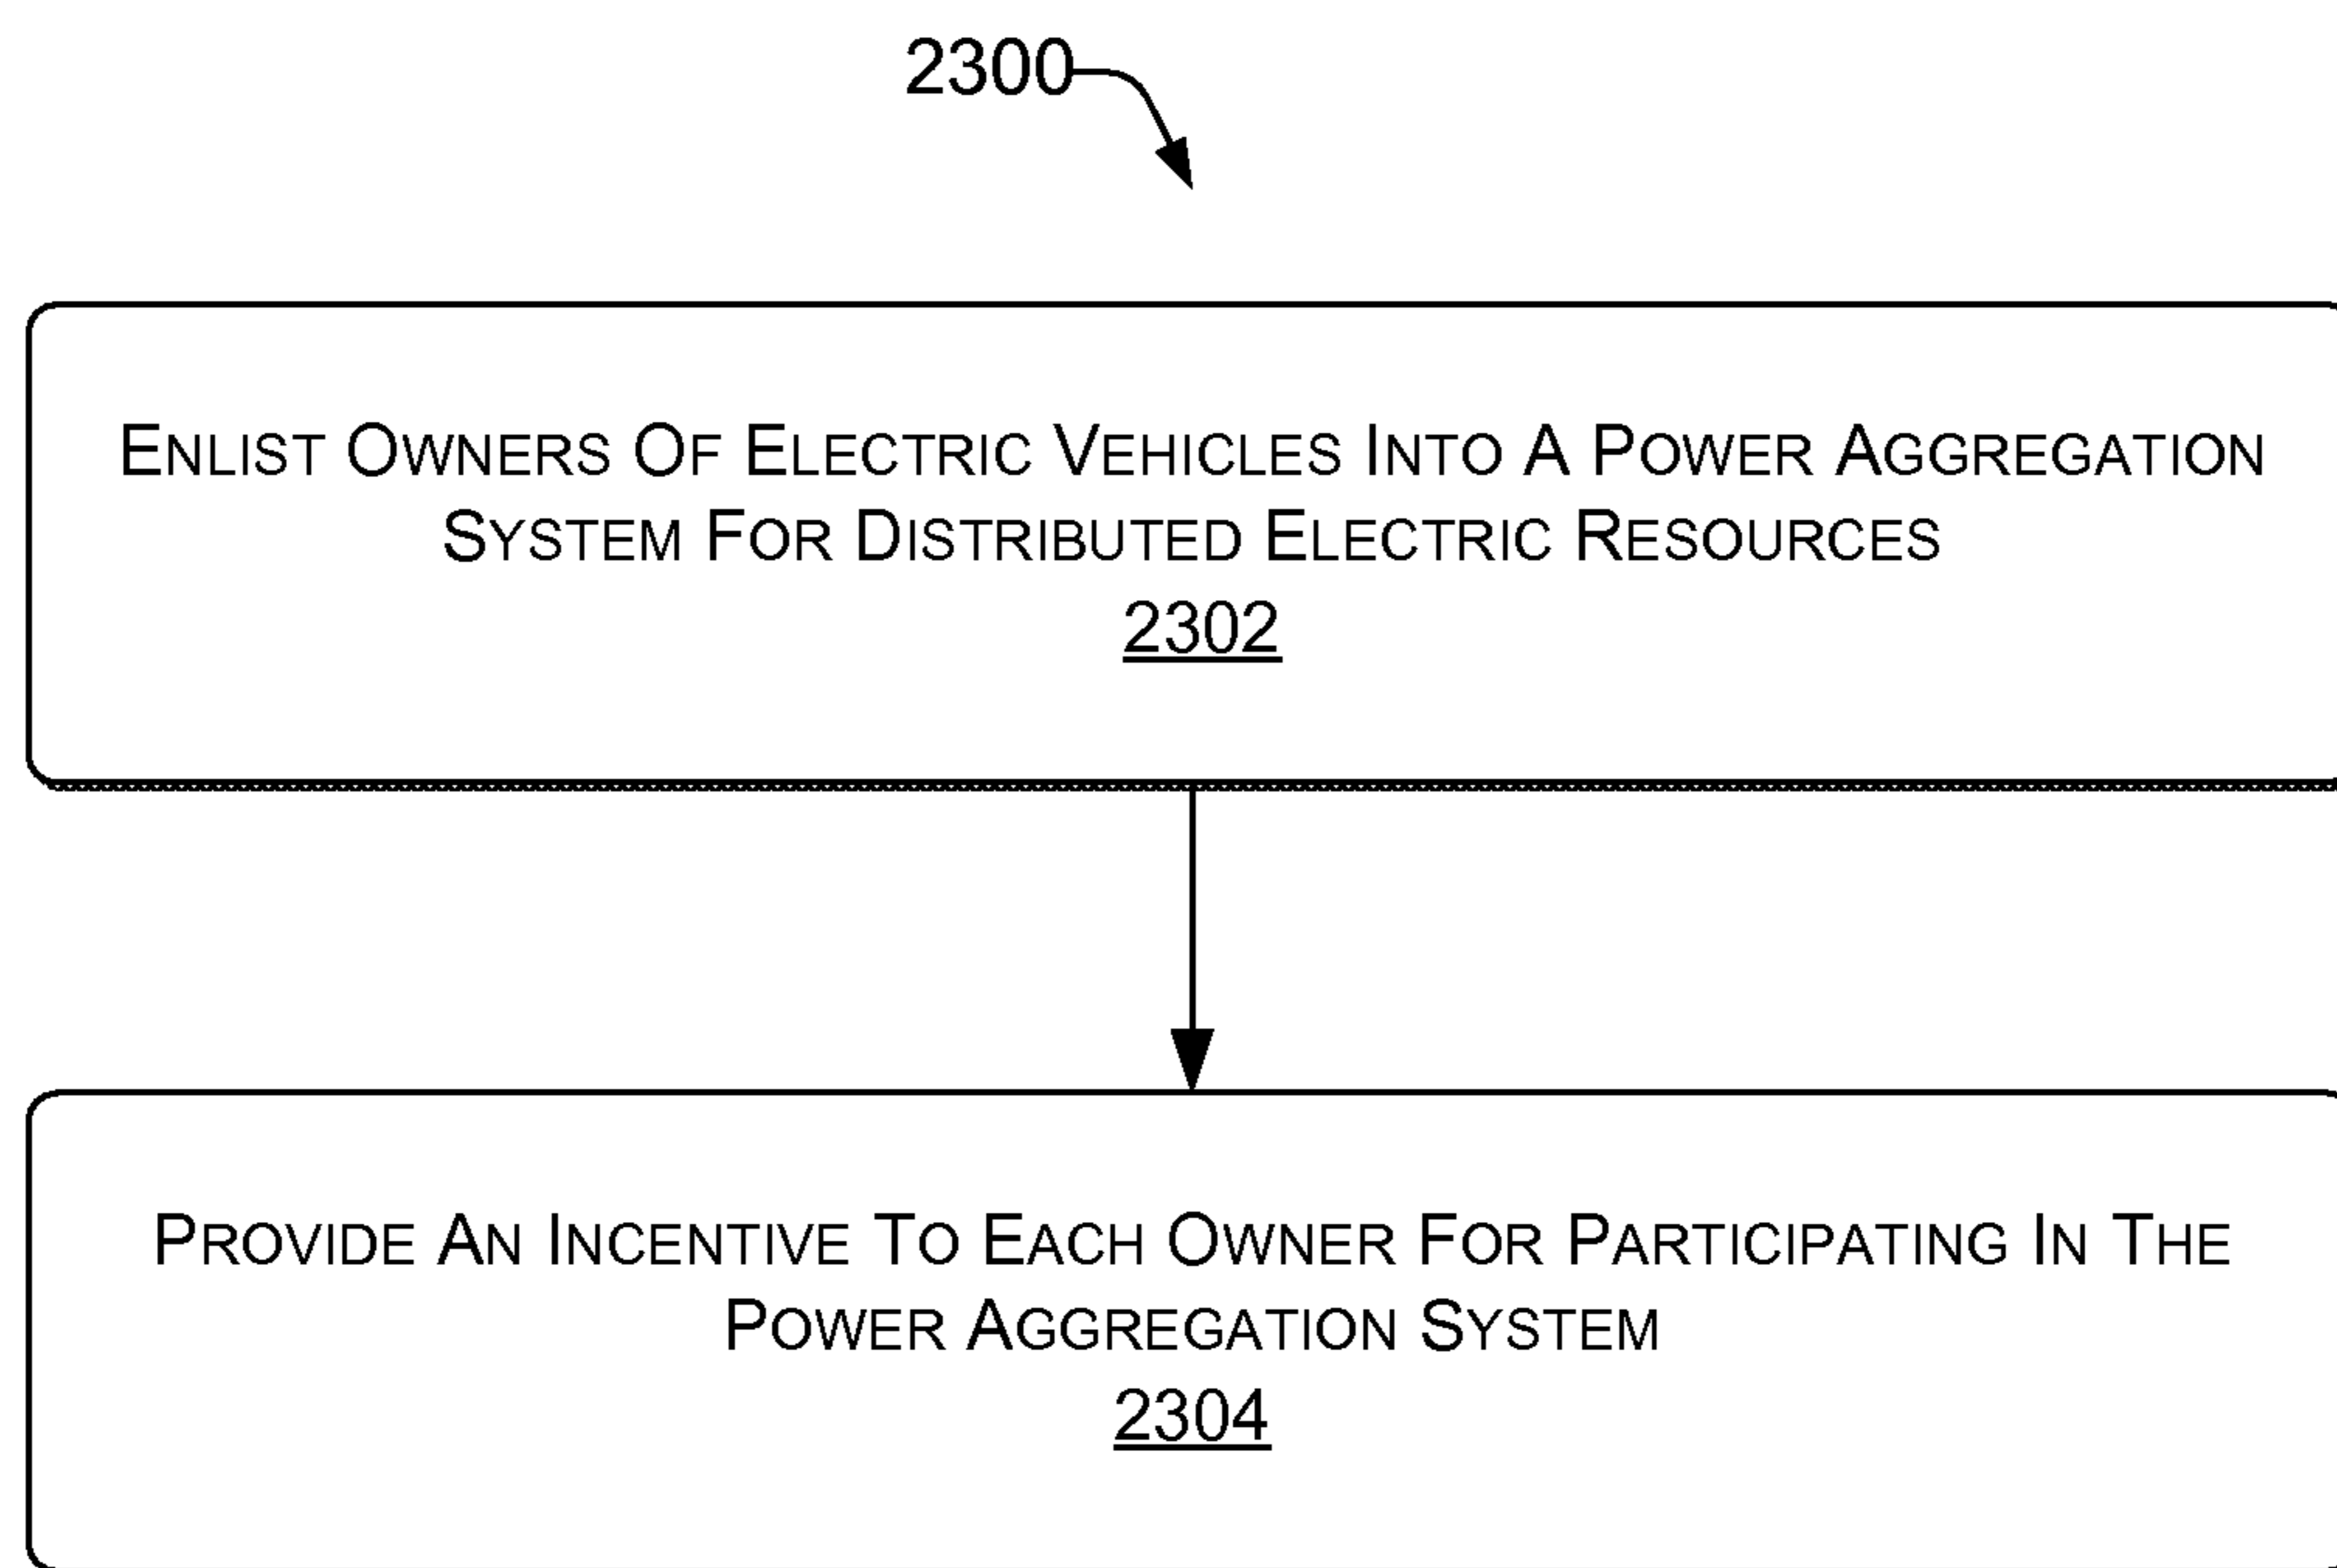 2300
Enlist Owners Of Electric Vehicles Into A Power Aggregation
System For Distributed Electric Resources
2302
Provide An Incentive To Each Owner For Participating In The
Power Aggregation System
2304